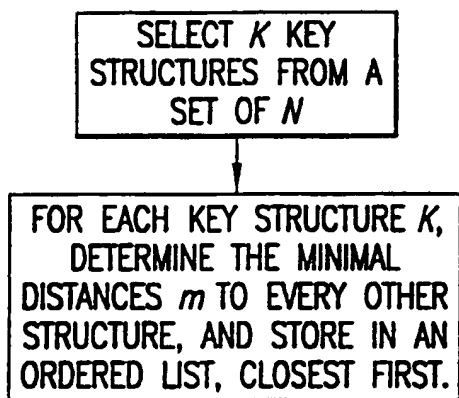 SELECT K KEY
STRUCTURES FROM A
SET OF N
FOR EACH KEY STRUCTURE K,
DETERMINE THE MINIMAL
DISTANCES m TO EVERY OTHER
STRUCTURE, AND STORE IN AN
ORDERED LIST, CLOSEST FIRST.